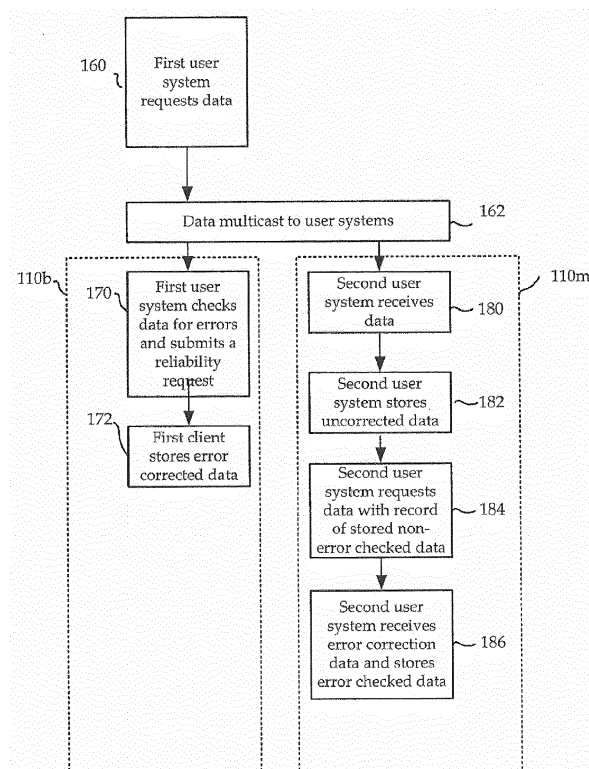 160
First user
system
requests data
Data multicast to user systems
162
110b
170
First user
system checks
data for errors
and submits a
reliability
request
172
First client
stores error
corrected data
110m
Second user
system receives
data
180
Second user
system stores
uncorrected data
182
Second user
system requests
data with record
of stored non-
error checked data
184
Second user
system receives
error correction
data and stores
error checked data
186